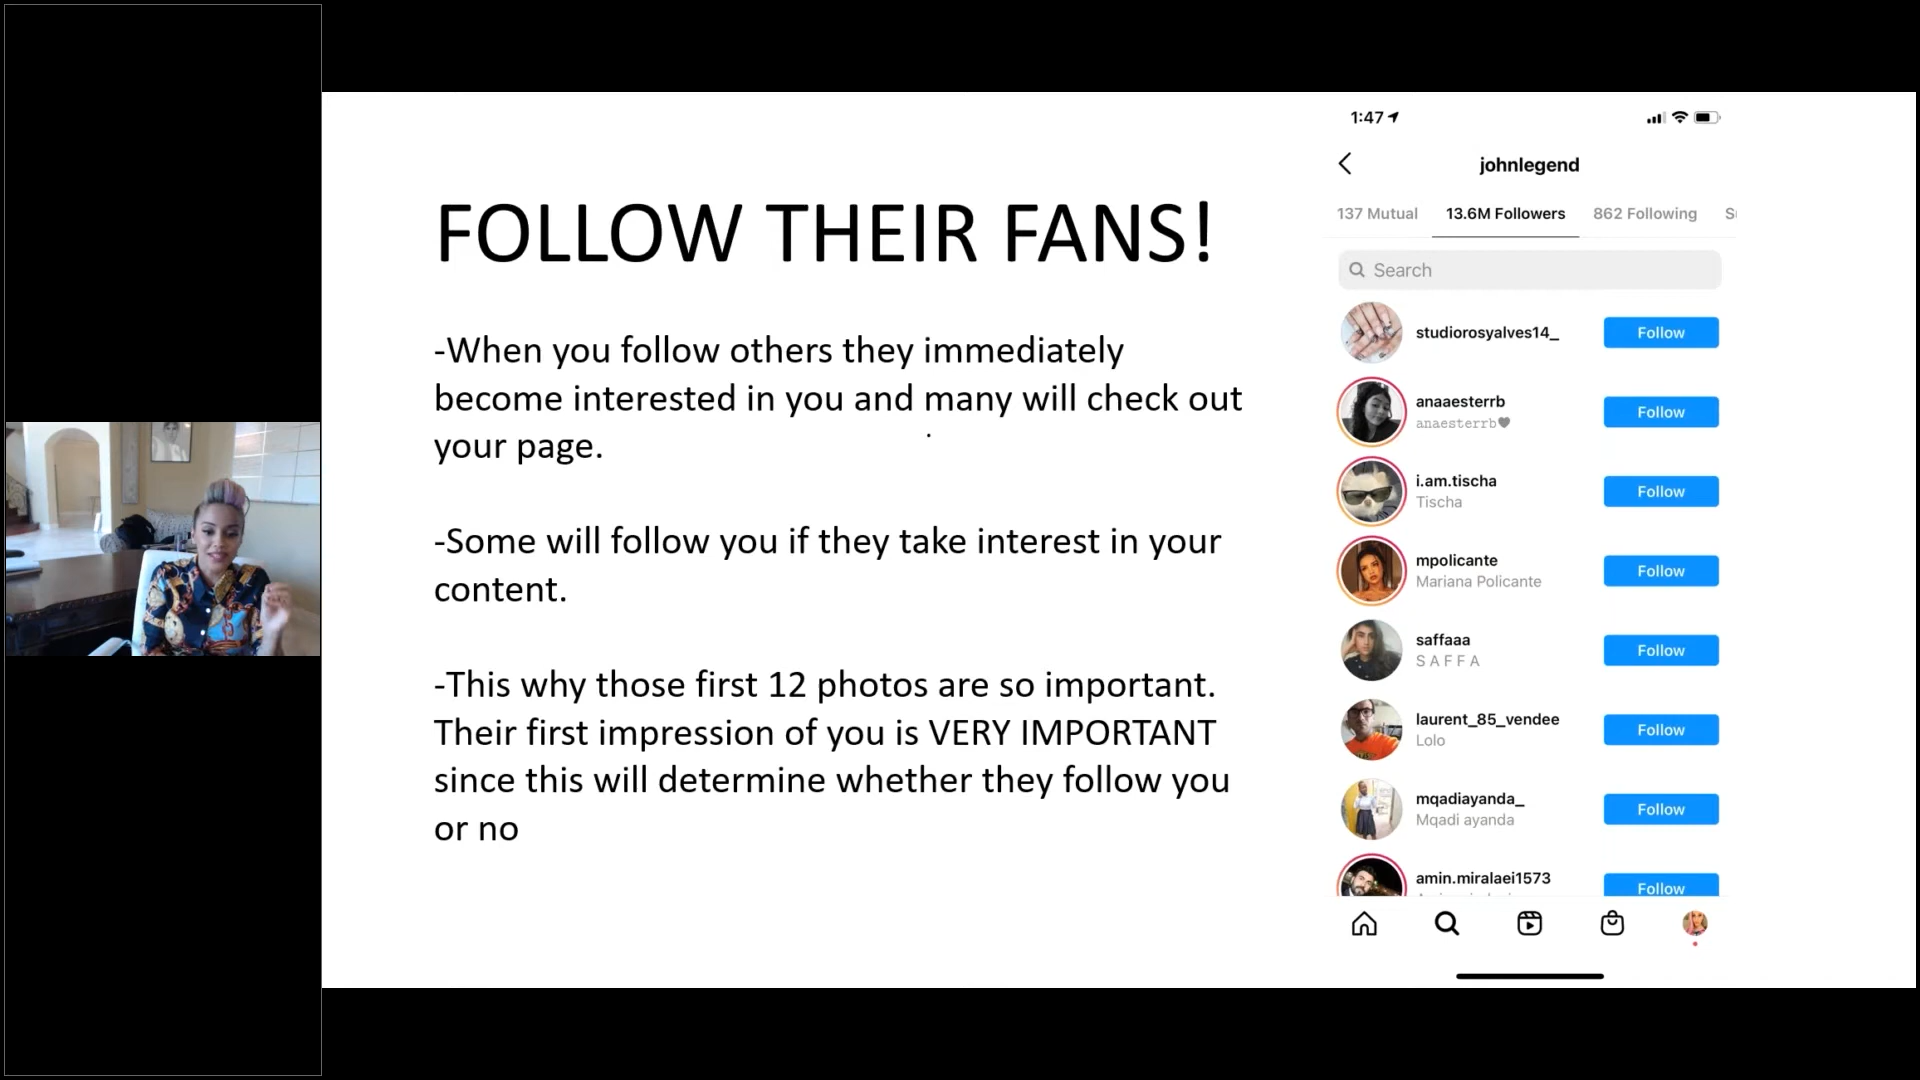 FOLLOW THEIR FANS!
-When you follow others they immediately
become interested in you and many will check out
your page.
-Some will follow you if they take interest in your
content.
-This why those first 12 photos are so important.
Their first impression of you is VERY IMPORTANT
since this will determine whether they follow you
or no
1:47
johnlegend
137 Mutual 13.6M Followers 862 Following
Search
studiorosyalves14_ Follow
anaaesterrb
anaesterrb🖤 Follow
i.am.tischa
Tischa Follow
mpolicante
Mariana Policante Follow
saffaaa
S A F F A Follow
laurent_85_vendee
Lolo Follow
mqadiayanda_
Mqadi ayanda Follow
amin.miralaei1573
Follow